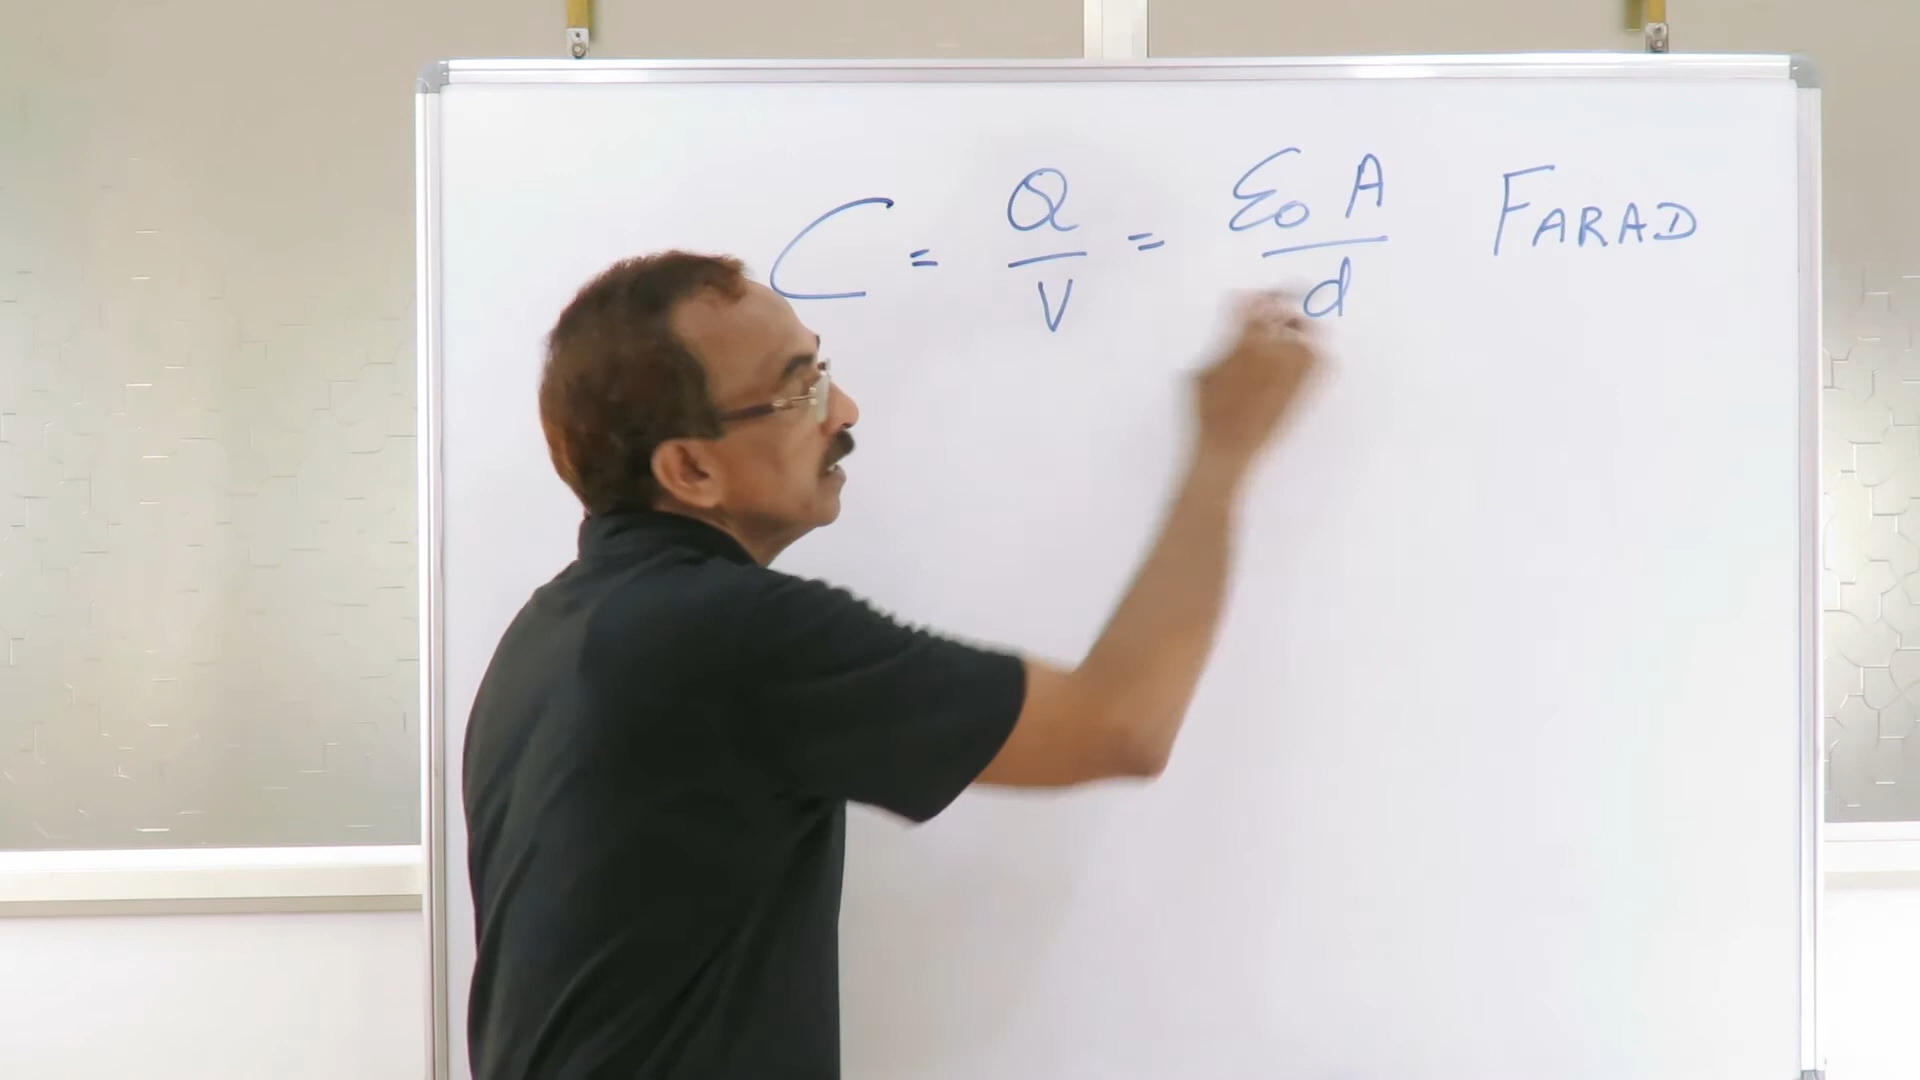 C = Q/V = ε₀ A/d FARAD